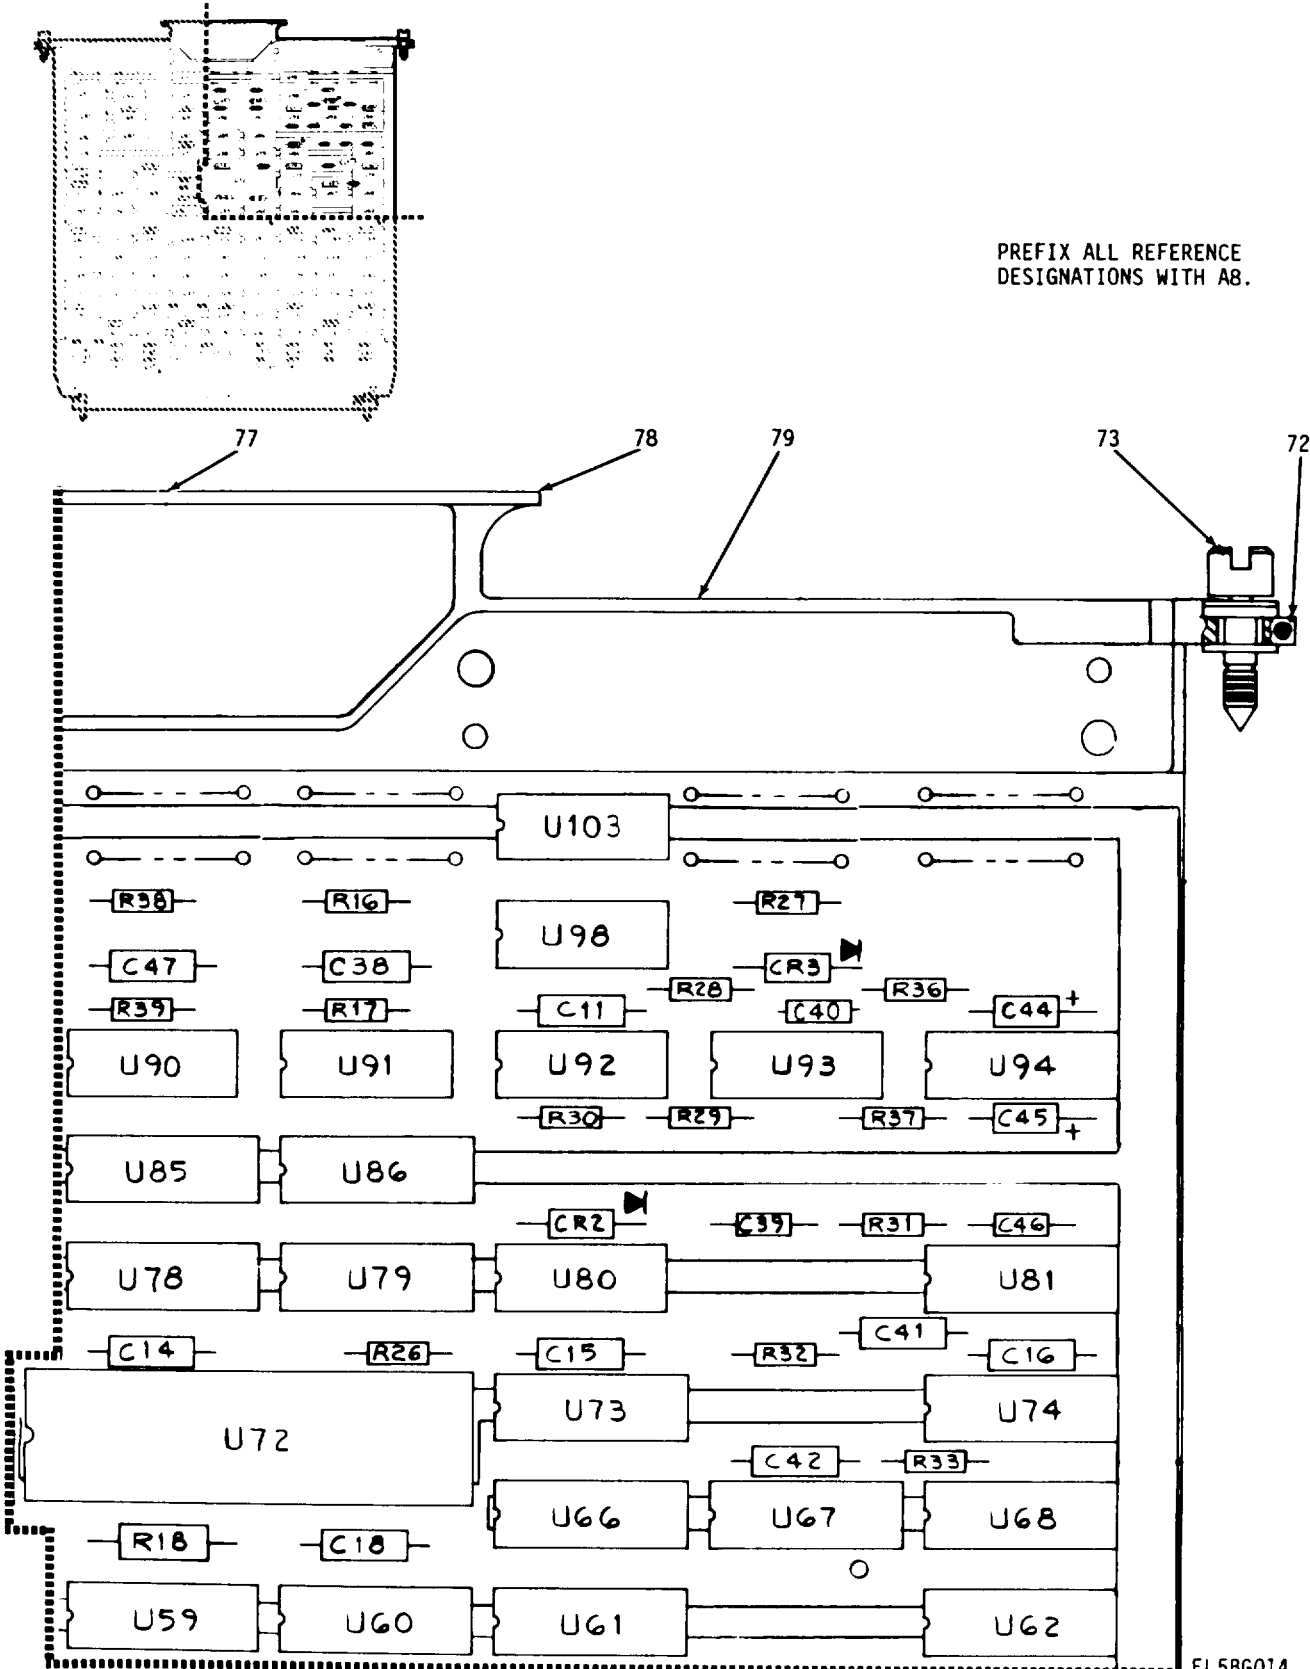 PREFIX ALL REFERENCE
DESIGNATIONS WITH A8.
77 78 79 73 72
U103
R38 R16 R27
U98
C47 C38 CR3
R28 R36
R39 R17 C11 C40 C44 +
U90 U91 U92 U93 U94
R30 R29 R37 C45 +
U85 U86
CR2 C39 R31 C46
U78 U79 U80 U81
C41
C14 R26 C15 R32 C16
U73 U74
U72
C42 R33
U66 U67 U68
R18 C18
U59 U60 U61 U62
EL5BG014